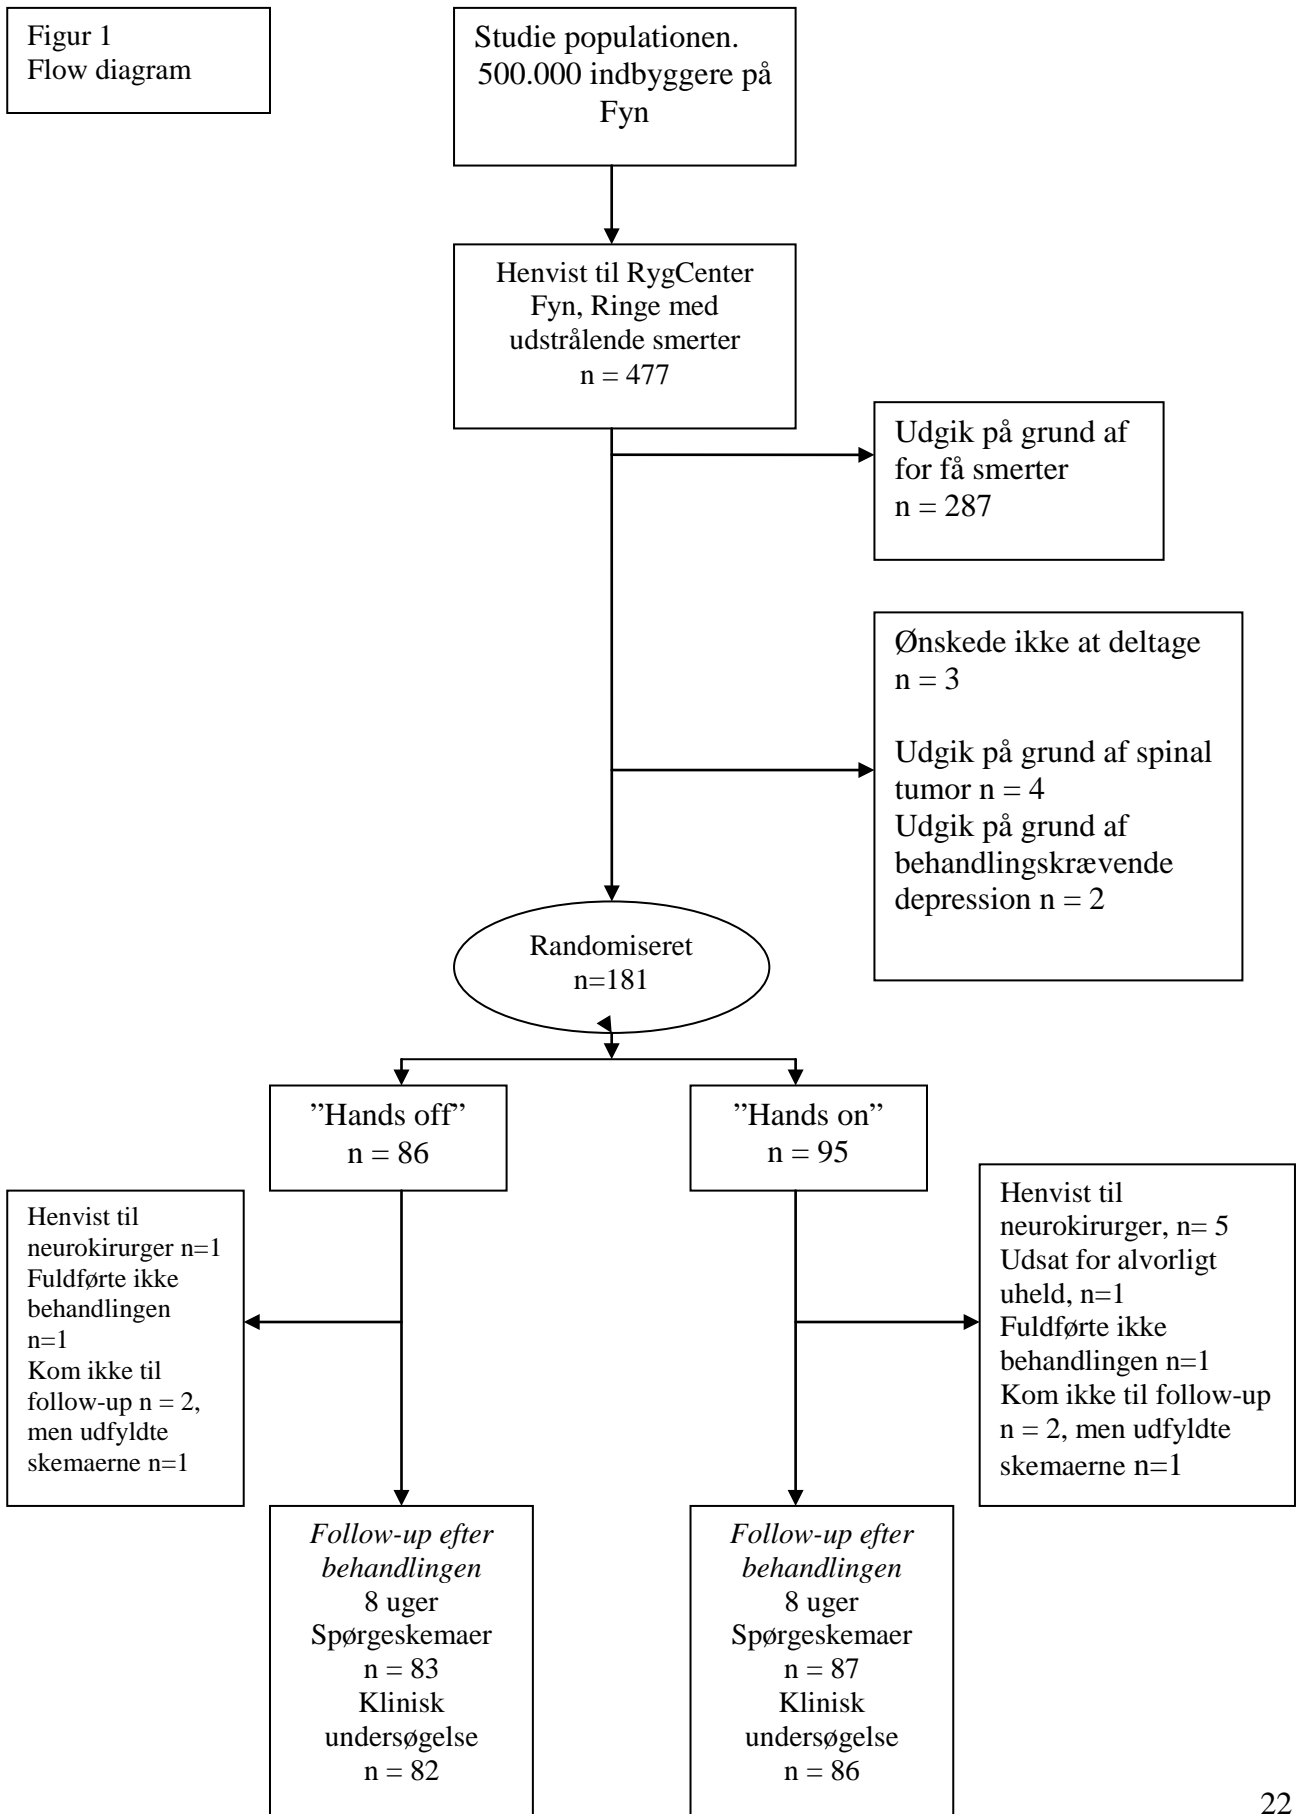 Figur 1
Flow diagram
Studie populationen.
500.000 indbyggere på
Fyn
Henvist til RygCenter
Fyn, Ringe med
udstrålende smerter
n = 477
Udgik på grund af
for få smerter
n = 287
Ønskede ikke at deltage
n = 3
Udgik på grund af spinal
tumor n = 4
Udgik på grund af
behandlingskrævende
depression n = 2
Randomiseret
n=181
”Hands off”
n = 86
”Hands on”
n = 95
Henvist til
neurokirurger n=1
Fuldførte ikke
behandlingen
n=1
Kom ikke til
follow-up n = 2,
men udfyldte
skemaerne n=1
Henvist til
neurokirurger, n= 5
Udsat for alvorligt
uheld, n=1
Fuldførte ikke
behandlingen n=1
Kom ikke til follow-up
n = 2, men udfyldte
skemaerne n=1
Follow-up efter
behandlingen
8 uger
Spørgeskemaer
n = 83
Klinisk
undersøgelse
n = 82
Follow-up efter
behandlingen
8 uger
Spørgeskemaer
n = 87
Klinisk
undersøgelse
n = 86
22